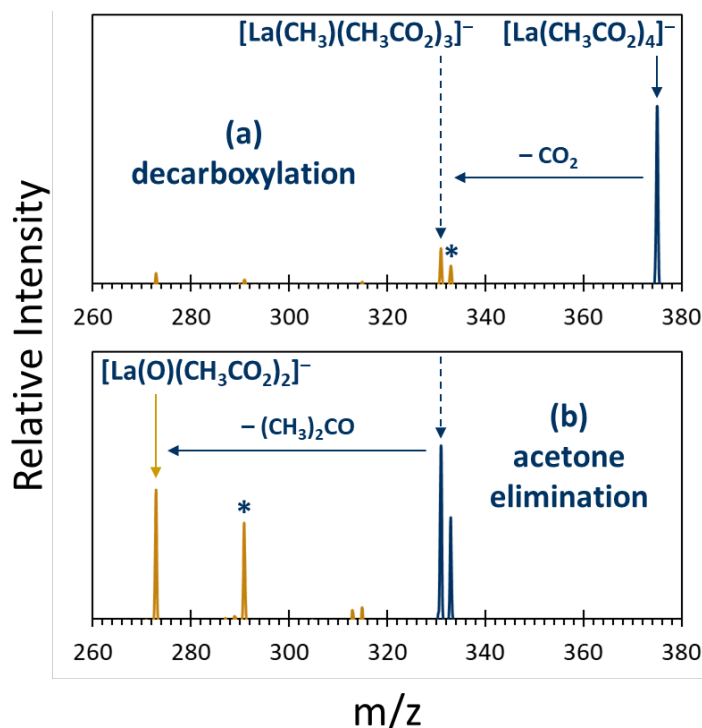 [La(CH₃)(CH₃CO₂)₃]⁻ [La(CH₃CO₂)₄]⁻
(a)
decarboxylation
– CO₂
*
260 280 300 320 340 360 380
[La(O)(CH₃CO₂)₂]⁻
– (CH₃)₂CO
(b)
acetone
elimination
*
260 280 300 320 340 360 380
Relative Intensity
m/z